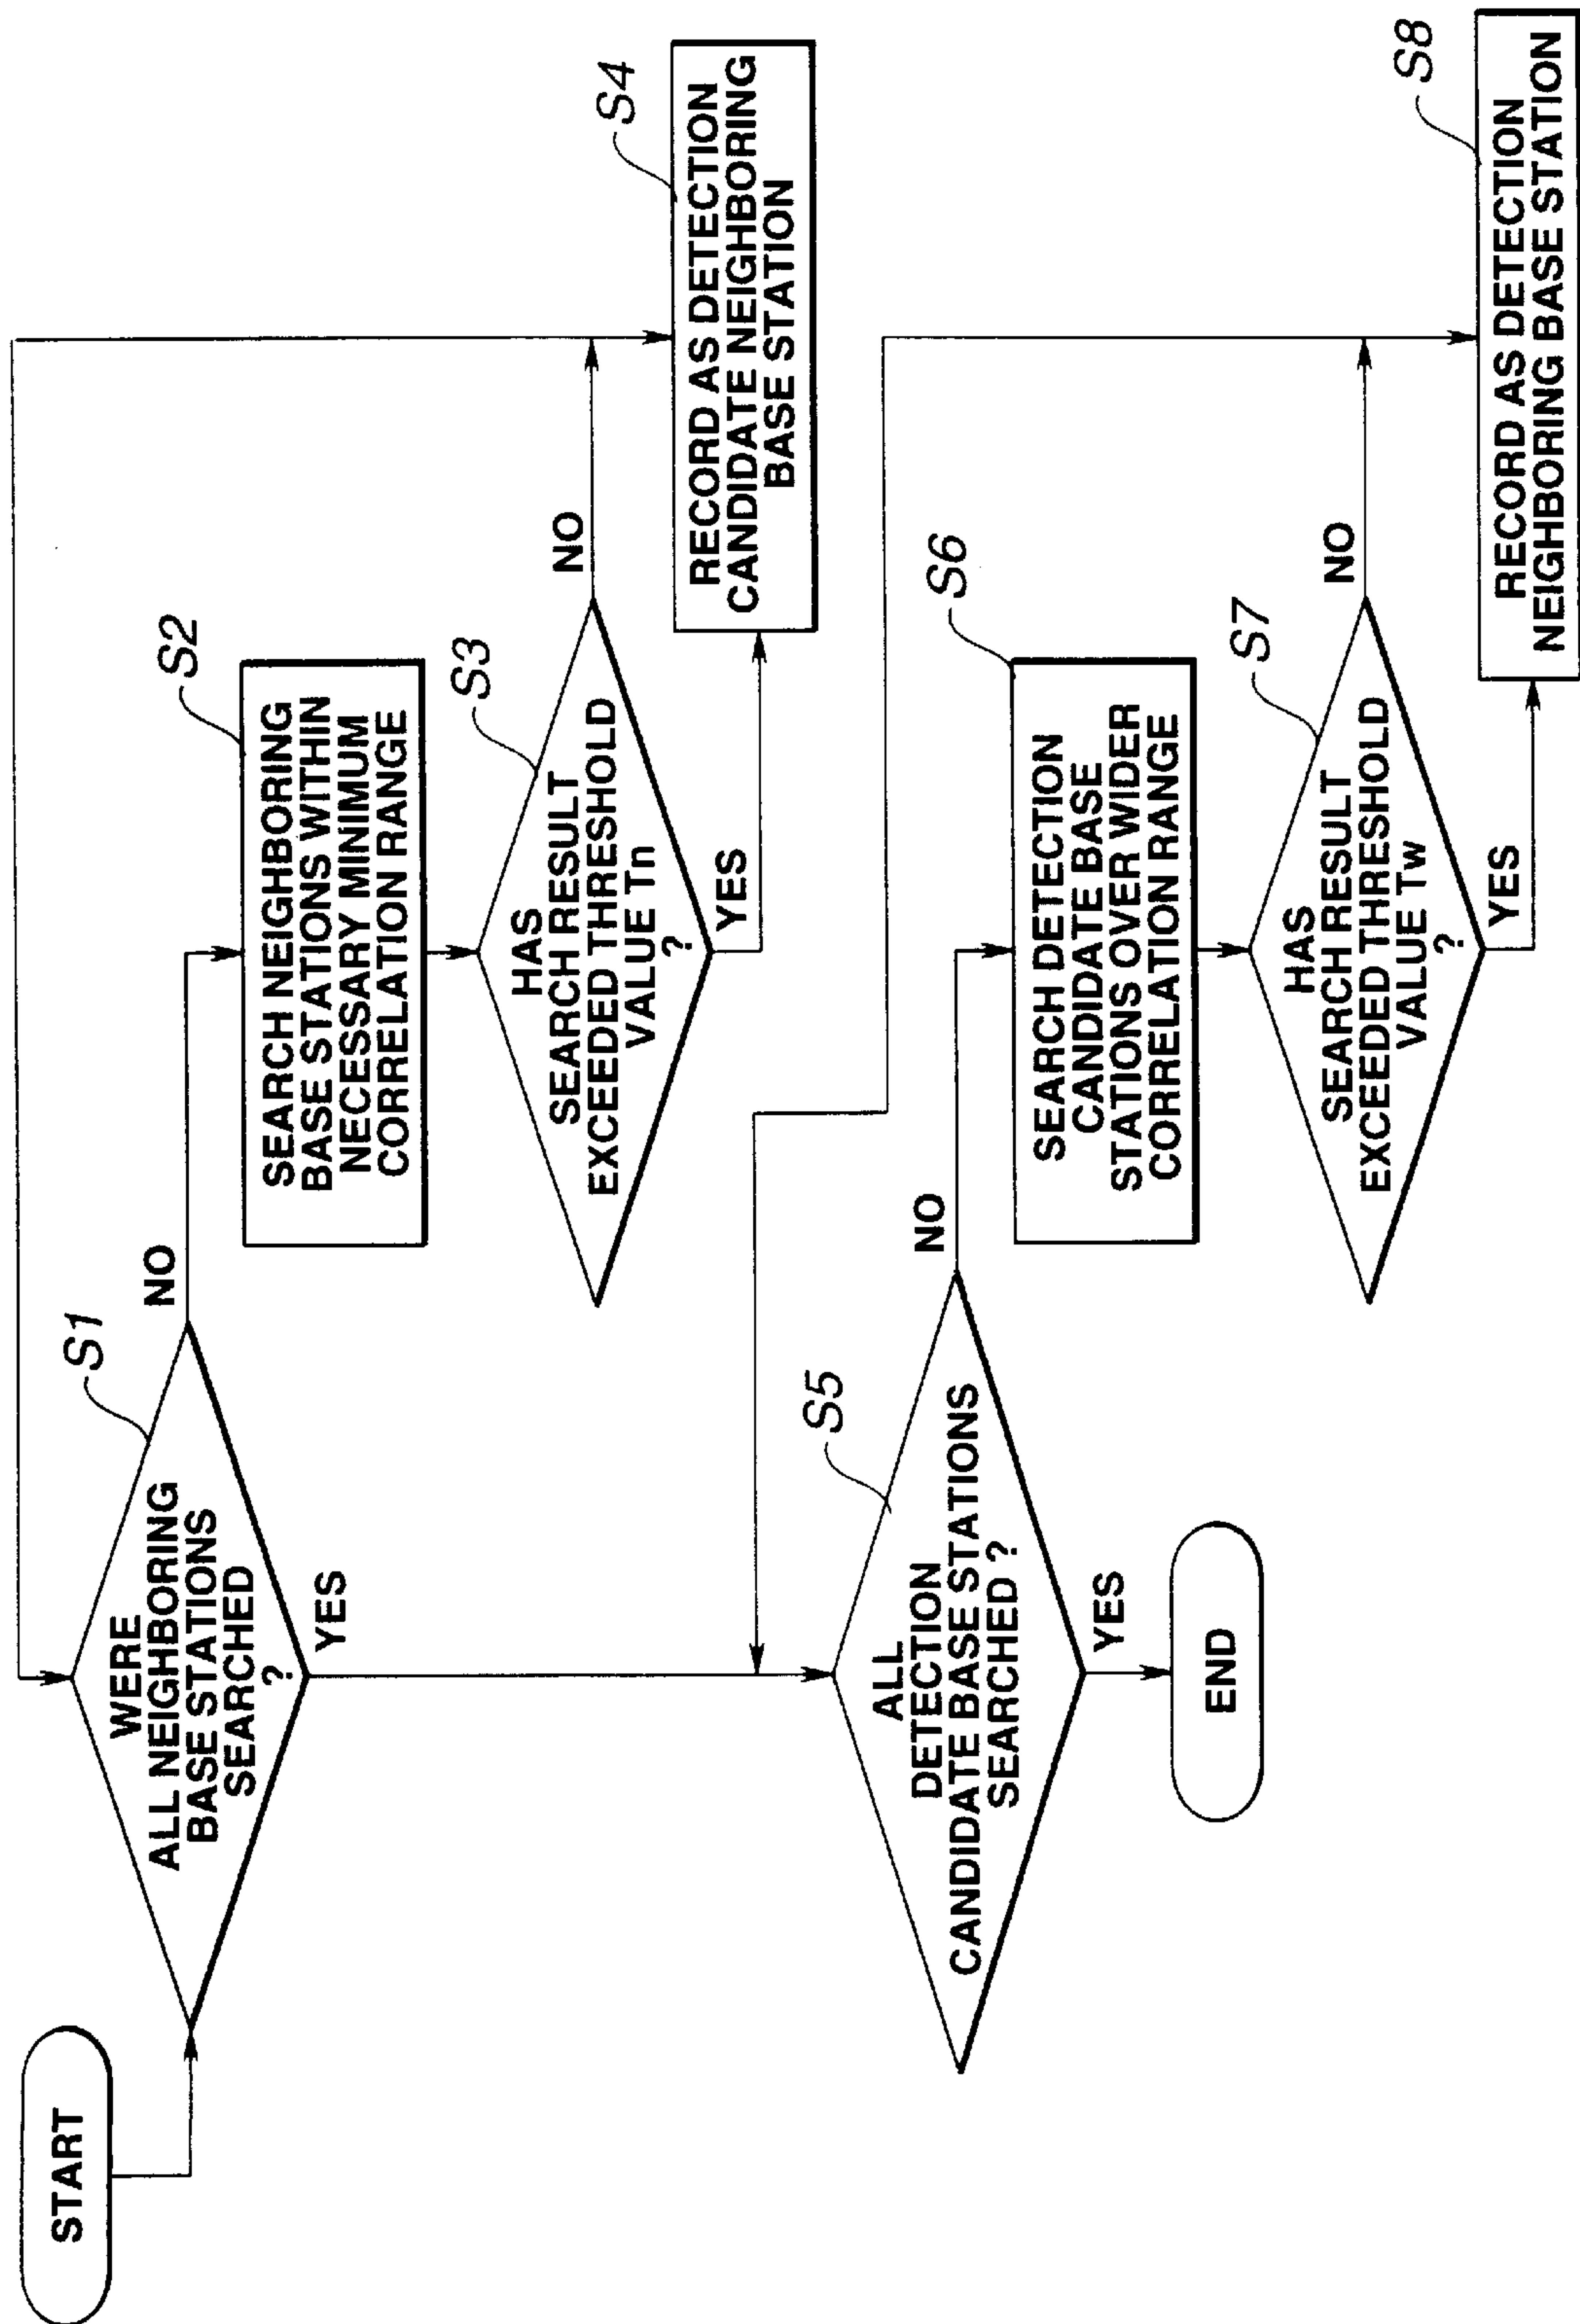 START
S1
WERE
ALL NEIGHBORING
BASE STATIONS
SEARCHED
?
NO
YES
S2
SEARCH NEIGHBORING
BASE STATIONS WITHIN
NECESSARY MINIMUM
CORRELATION RANGE
S3
HAS
SEARCH RESULT
EXCEEDED THRESHOLD
VALUE Tn
?
NO
YES
S4
RECORD AS DETECTION
CANDIDATE NEIGHBORING
BASE STATION
S5
ALL
DETECTION
CANDIDATE BASE STATIONS
SEARCHED ?
NO
YES
END
S6
SEARCH DETECTION
CANDIDATE BASE
STATIONS OVER WIDER
CORRELATION RANGE
S7
HAS
SEARCH RESULT
EXCEEDED THRESHOLD
VALUE Tw
?
NO
YES
S8
RECORD AS DETECTION
NEIGHBORING BASE STATION